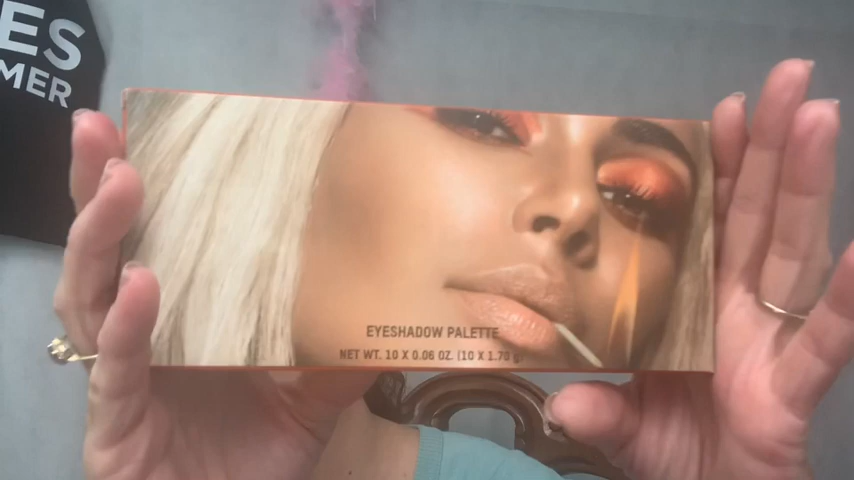 ES
MER
EYESHADOW PALETTE
NET WT. 10 X 0.06 OZ. (10 X 1.70 g